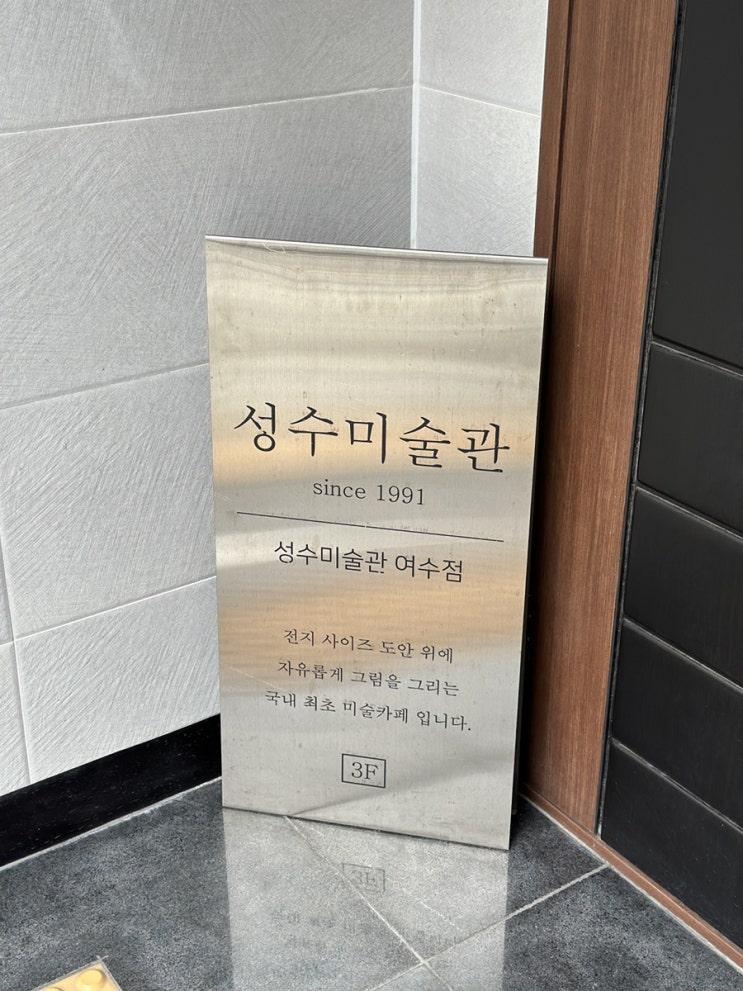 성수미술관
since 1991
성수미술관 여수점
전지 사이즈 도안 위에
자유롭게 그림을 그리는
국내 최초 미술카페 입니다.
3F